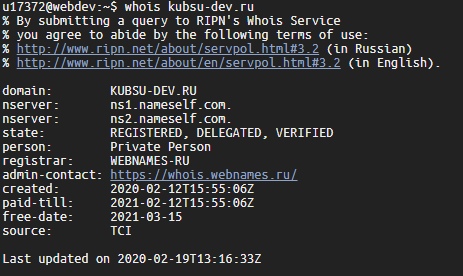 u17372@webdev:~$ whois kubsu-dev.ru
% By submitting a query to RIPN's Whois Service
% you agree to abide by the following terms of use:
% http://www.ripn.net/about/servpol.html#3.2 (in Russian)
% http://www.ripn.net/about/en/servpol.html#3.2 (in English).
domain: KUBSU-DEV.RU
nserver: ns1.nameself.com.
nserver: ns2.nameself.com.
state: REGISTERED, DELEGATED, VERIFIED
person: Private Person
registrar: WEBNAMES-RU
admin-contact: https://whois.webnames.ru/
created: 2020-02-12T15:55:06Z
paid-till: 2021-02-12T15:55:06Z
free-date: 2021-03-15
source: TCI
Last updated on 2020-02-19T13:16:33Z